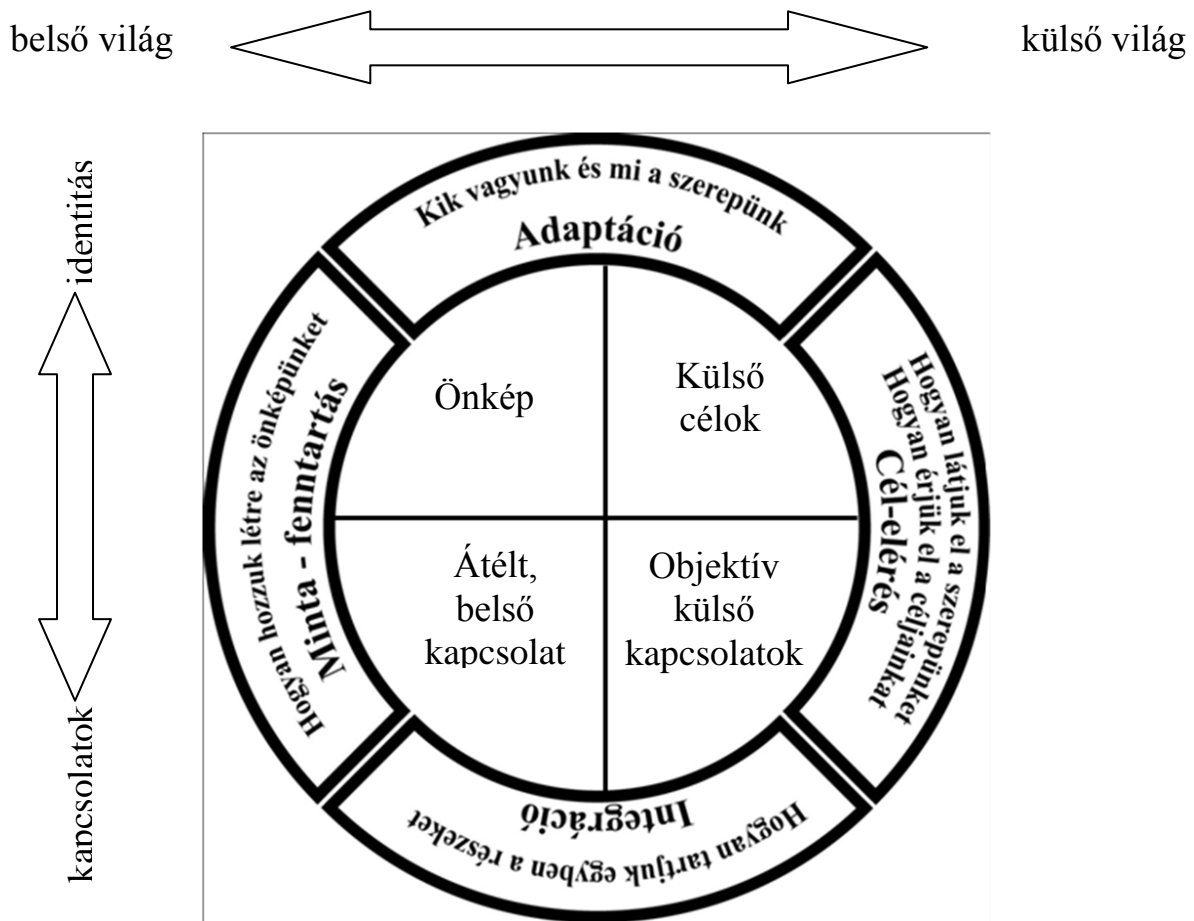 belső világ
külső világ
identitás
kapcsolatok
Kik vagyunk és mi a szerepünk
Adaptáció
Hogyan látjuk el a szerepünket
Hogyan érjük el a céljainkat
Cél-elérés
Hogyan hozzuk létre az önképünket
Minta - fenntartás
Önkép
Külső
célok
Átélt,
belső
kapcsolat
Objektív
külső
kapcsolatok
Integráció
Hogyan tartjuk egyben a részeket